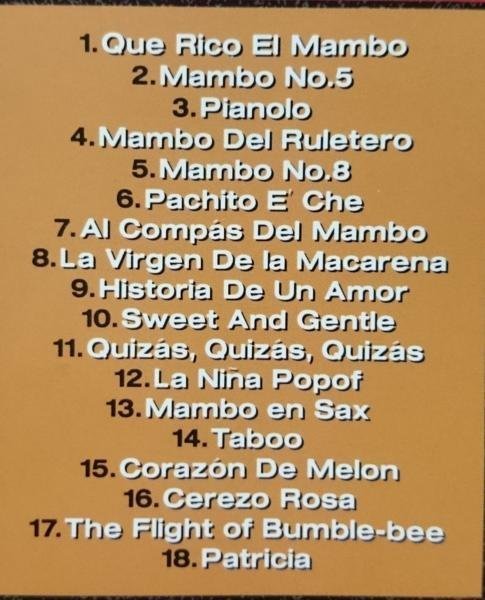 1.Que Rico El Mambo
2.Mambo No.5
3.Pianolo
4.Mambo Del Ruletero
5.Mambo No.8
6.Pachito E' Che
7.Al Compás Del Mambo
8.La Virgen De la Macarena
9.Historia De Un Amor
10.Sweet And Gentle
11.Quizás, Quizás, Quizás
12.La Niña Popof
13.Mambo en Sax
14.Taboo
15.Corazón De Melon
16.Cerezo Rosa
17.The Flight of Bumble-bee
18.Patricia